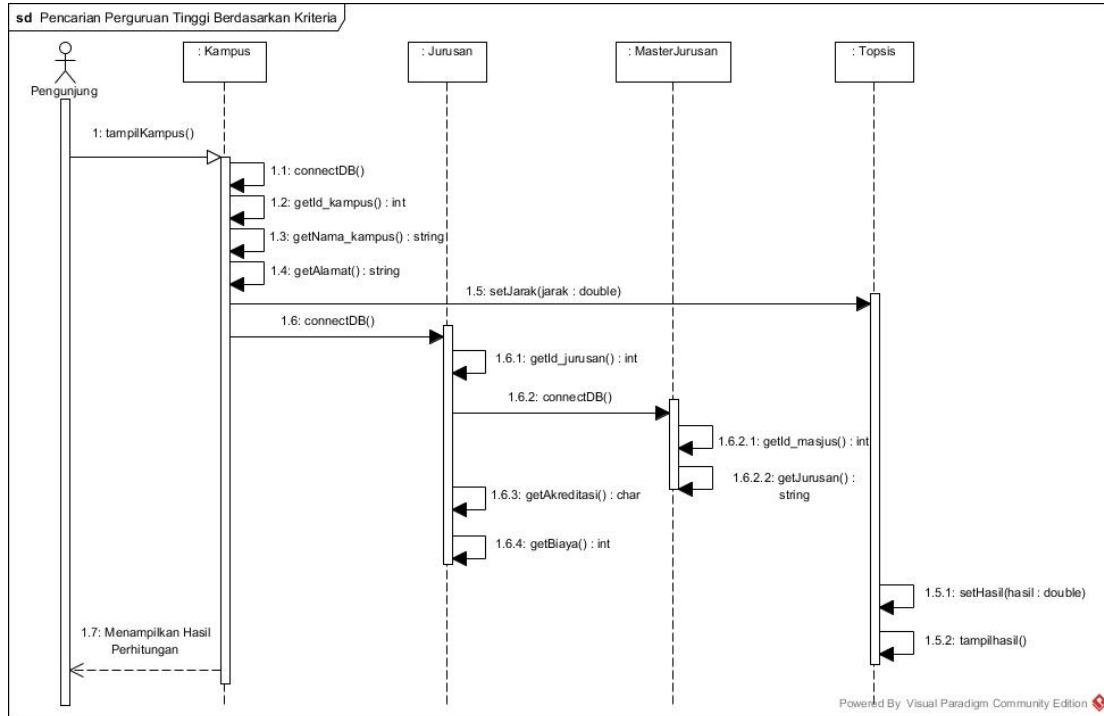 sd Pencarian Perguruan Tinggi Berdasarkan Kriteria
: Kampus
: Jurusan
: MasterJurusan
: Topsis
Pengunjung
1: tampilKampus()
1.1: connectDB()
1.2: getId_kampus() : int
1.3: getNama_kampus() : string
1.4: getAlamat() : string
1.5: setJarak(jarak : double)
1.6: connectDB()
1.6.1: getId_jurusan() : int
1.6.2: connectDB()
1.6.2.1: getId_masjus() : int
1.6.2.2: getJurusan() :
string
1.6.3: getAkreditasi() : char
1.6.4: getBiaya() : int
1.5.1: setHasil(hasil : double)
1.5.2: tampilhasil()
1.7: Menampilkan Hasil
Perhitungan
Powered By Visual Paradigm Community Edition